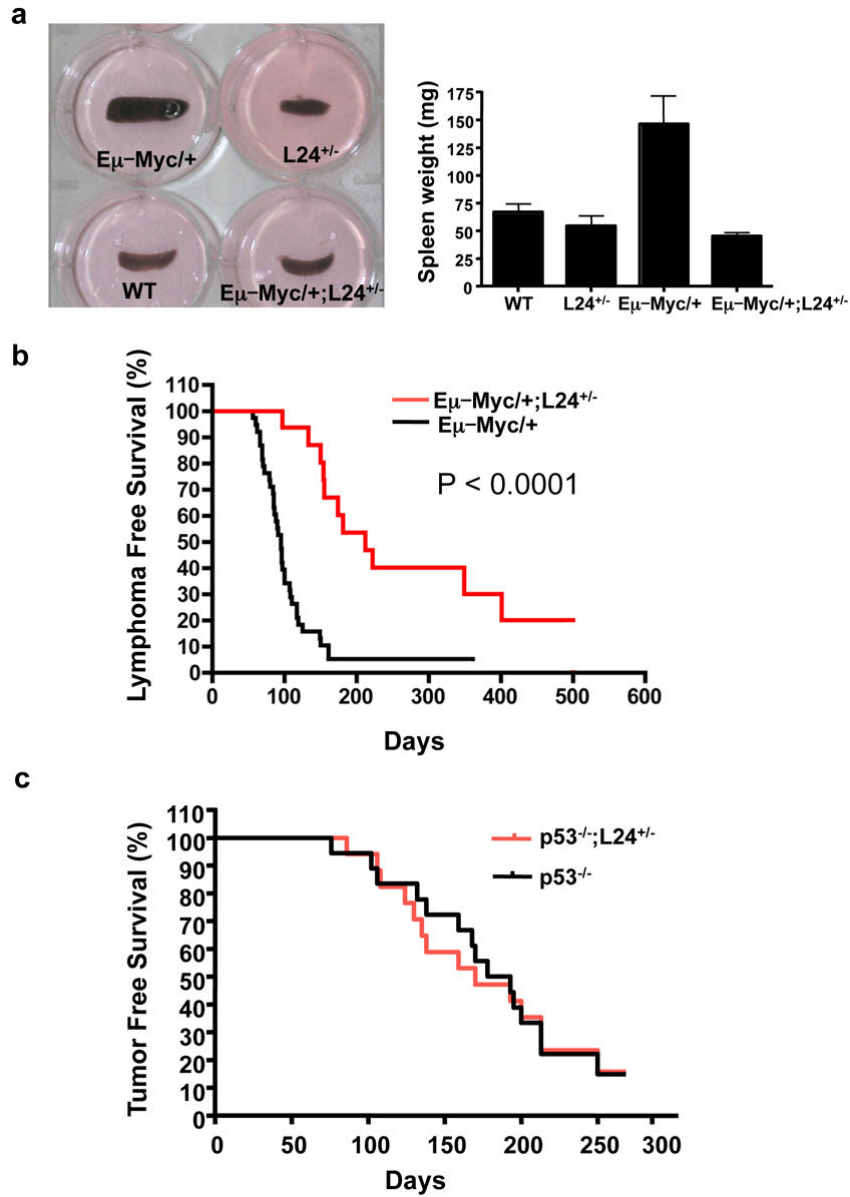 a
Eμ–Myc/+
L24+/-
WT
Eμ–Myc/+;L24+/-
Spleen weight (mg)
175
150
125
100
75
50
25
0
WT
L24+/-
Eμ–Myc/+
Eμ–Myc/+;L24+/-
b
Lymphoma Free Survival (%)
110
100
90
80
70
60
50
40
30
20
10
0
0
100
200
300
400
500
600
Days
Eμ–Myc/+;L24+/-
Eμ–Myc/+
P < 0.0001
c
Tumor Free Survival (%)
110
100
90
80
70
60
50
40
30
20
10
0
0
50
100
150
200
250
300
Days
p53-/-;L24+/-
p53-/-